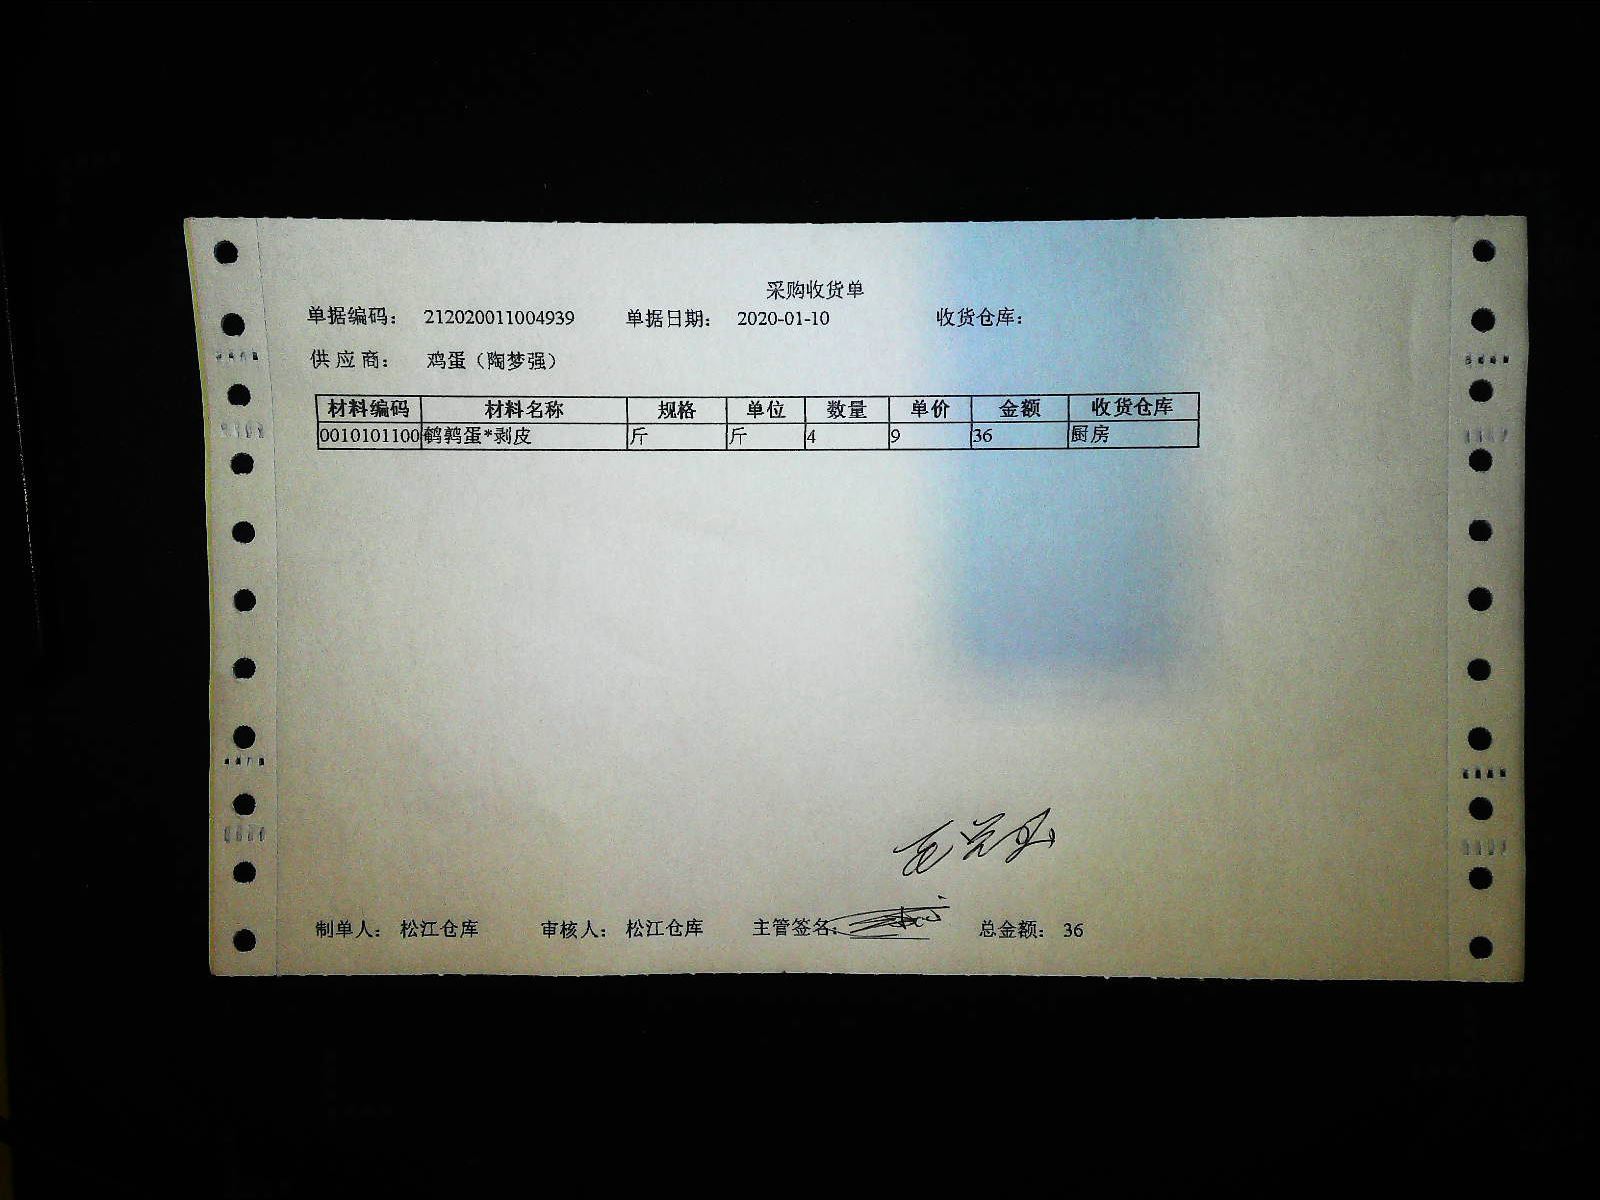 采购收货单
单据编码： 212020011004939 单据日期： 2020-01-10 收货仓库：
供应商： 鸡蛋（陶梦强）
材料编码 材料名称 规格 单位 数量 单价 金额 收货仓库
0010101100 鹌鹑蛋*剥皮 斤 斤 4 9 36 厨房
制单人： 松江仓库 审核人： 松江仓库 主管签名： 总金额： 36